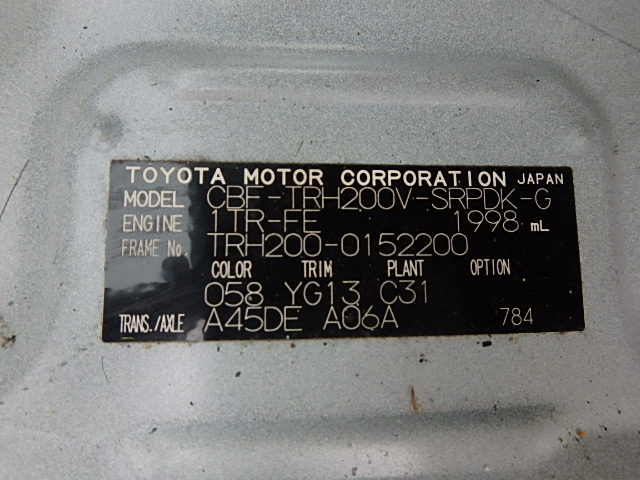 TOYOTA MOTOR CORPORATION JAPAN
MODEL CBF-TRH200V-SRPDK-G
ENGINE 1TR-FE 1998 mL
FRAME No. TRH200-0152200
COLOR TRIM PLANT OPTION
058 YG13 C31
TRANS./AXLE A45DE A06A 784